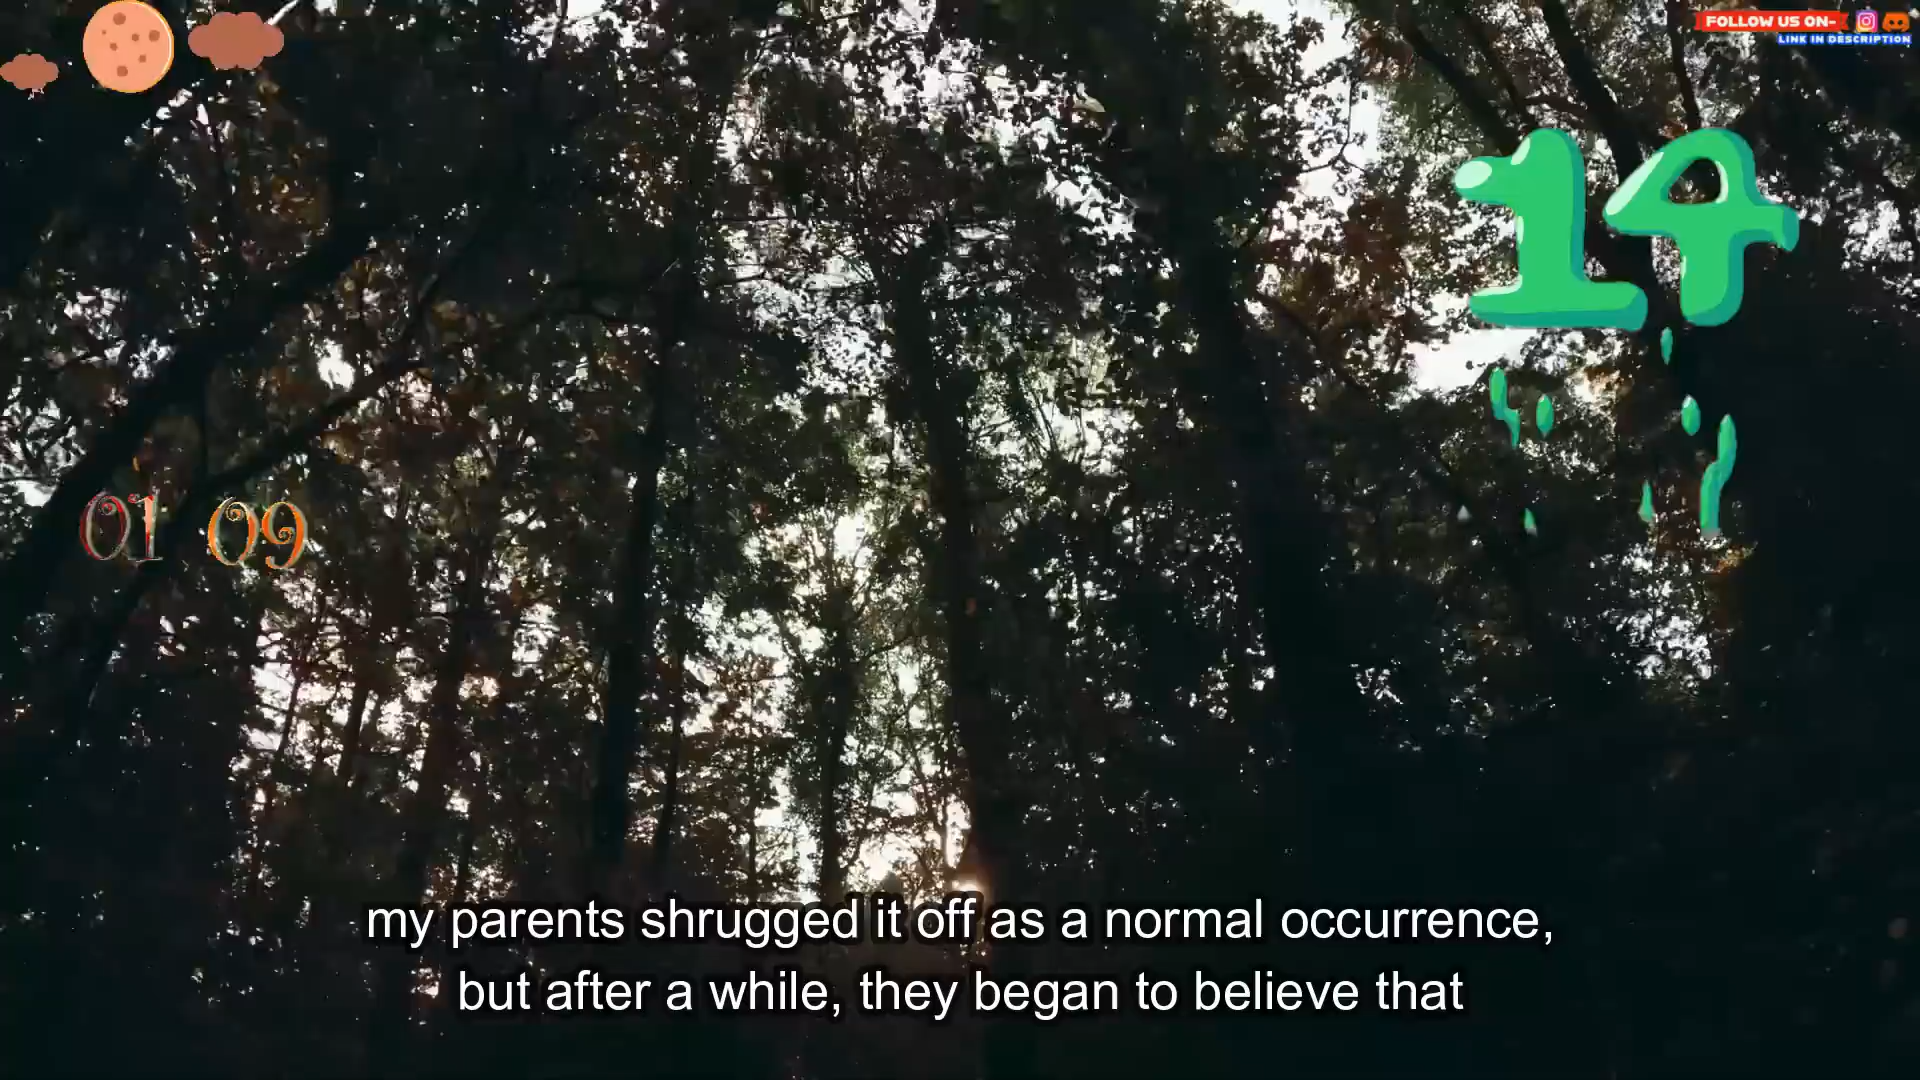 FOLLOW US ON-
LINK IN DESCRIPTION
14
01 09
my parents shrugged it off as a normal occurrence,
but after a while, they began to believe that